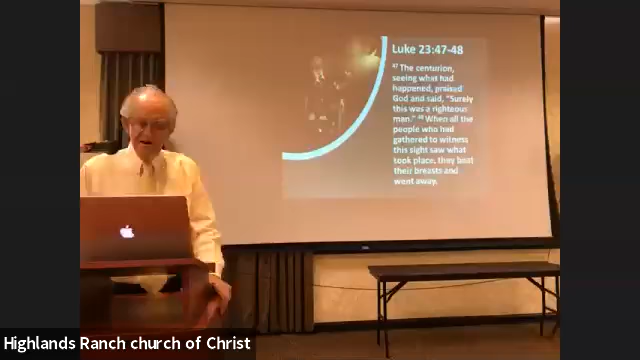 Luke 23:47-48
47 The centurion,
seeing what had
happened, praised
God and said, "Surely
this was a righteous
man." 48 When all the
people who had
gathered to witness
this sight saw what
took place, they beat
their breasts and
went away.
Highlands Ranch church of Christ